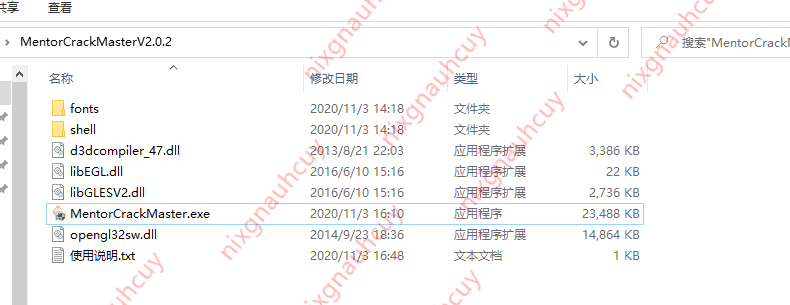 共享 查看
MentorCrackMasterV2.0.2 搜索"MentorCrackM
名称 修改日期 类型 大小
fonts 2020/11/3 14:18 文件夹
shell 2020/11/3 14:18 文件夹
d3dcompiler_47.dll 2013/8/21 22:03 应用程序扩展 3,386 KB
libEGL.dll 2016/6/10 15:16 应用程序扩展 22 KB
libGLESV2.dll 2016/6/10 15:16 应用程序扩展 2,736 KB
MentorCrackMaster.exe 2020/11/3 16:10 应用程序 23,488 KB
opengl32sw.dll 2014/9/23 18:36 应用程序扩展 14,864 KB
使用说明.txt 2020/11/3 16:48 文本文档 1 KB
nixgnauhcuy
nixgnauhcuy
nixgnauhcuy
nixgnauhcuy
nixgnauhcuy
nixgnauhcuy
hcuy